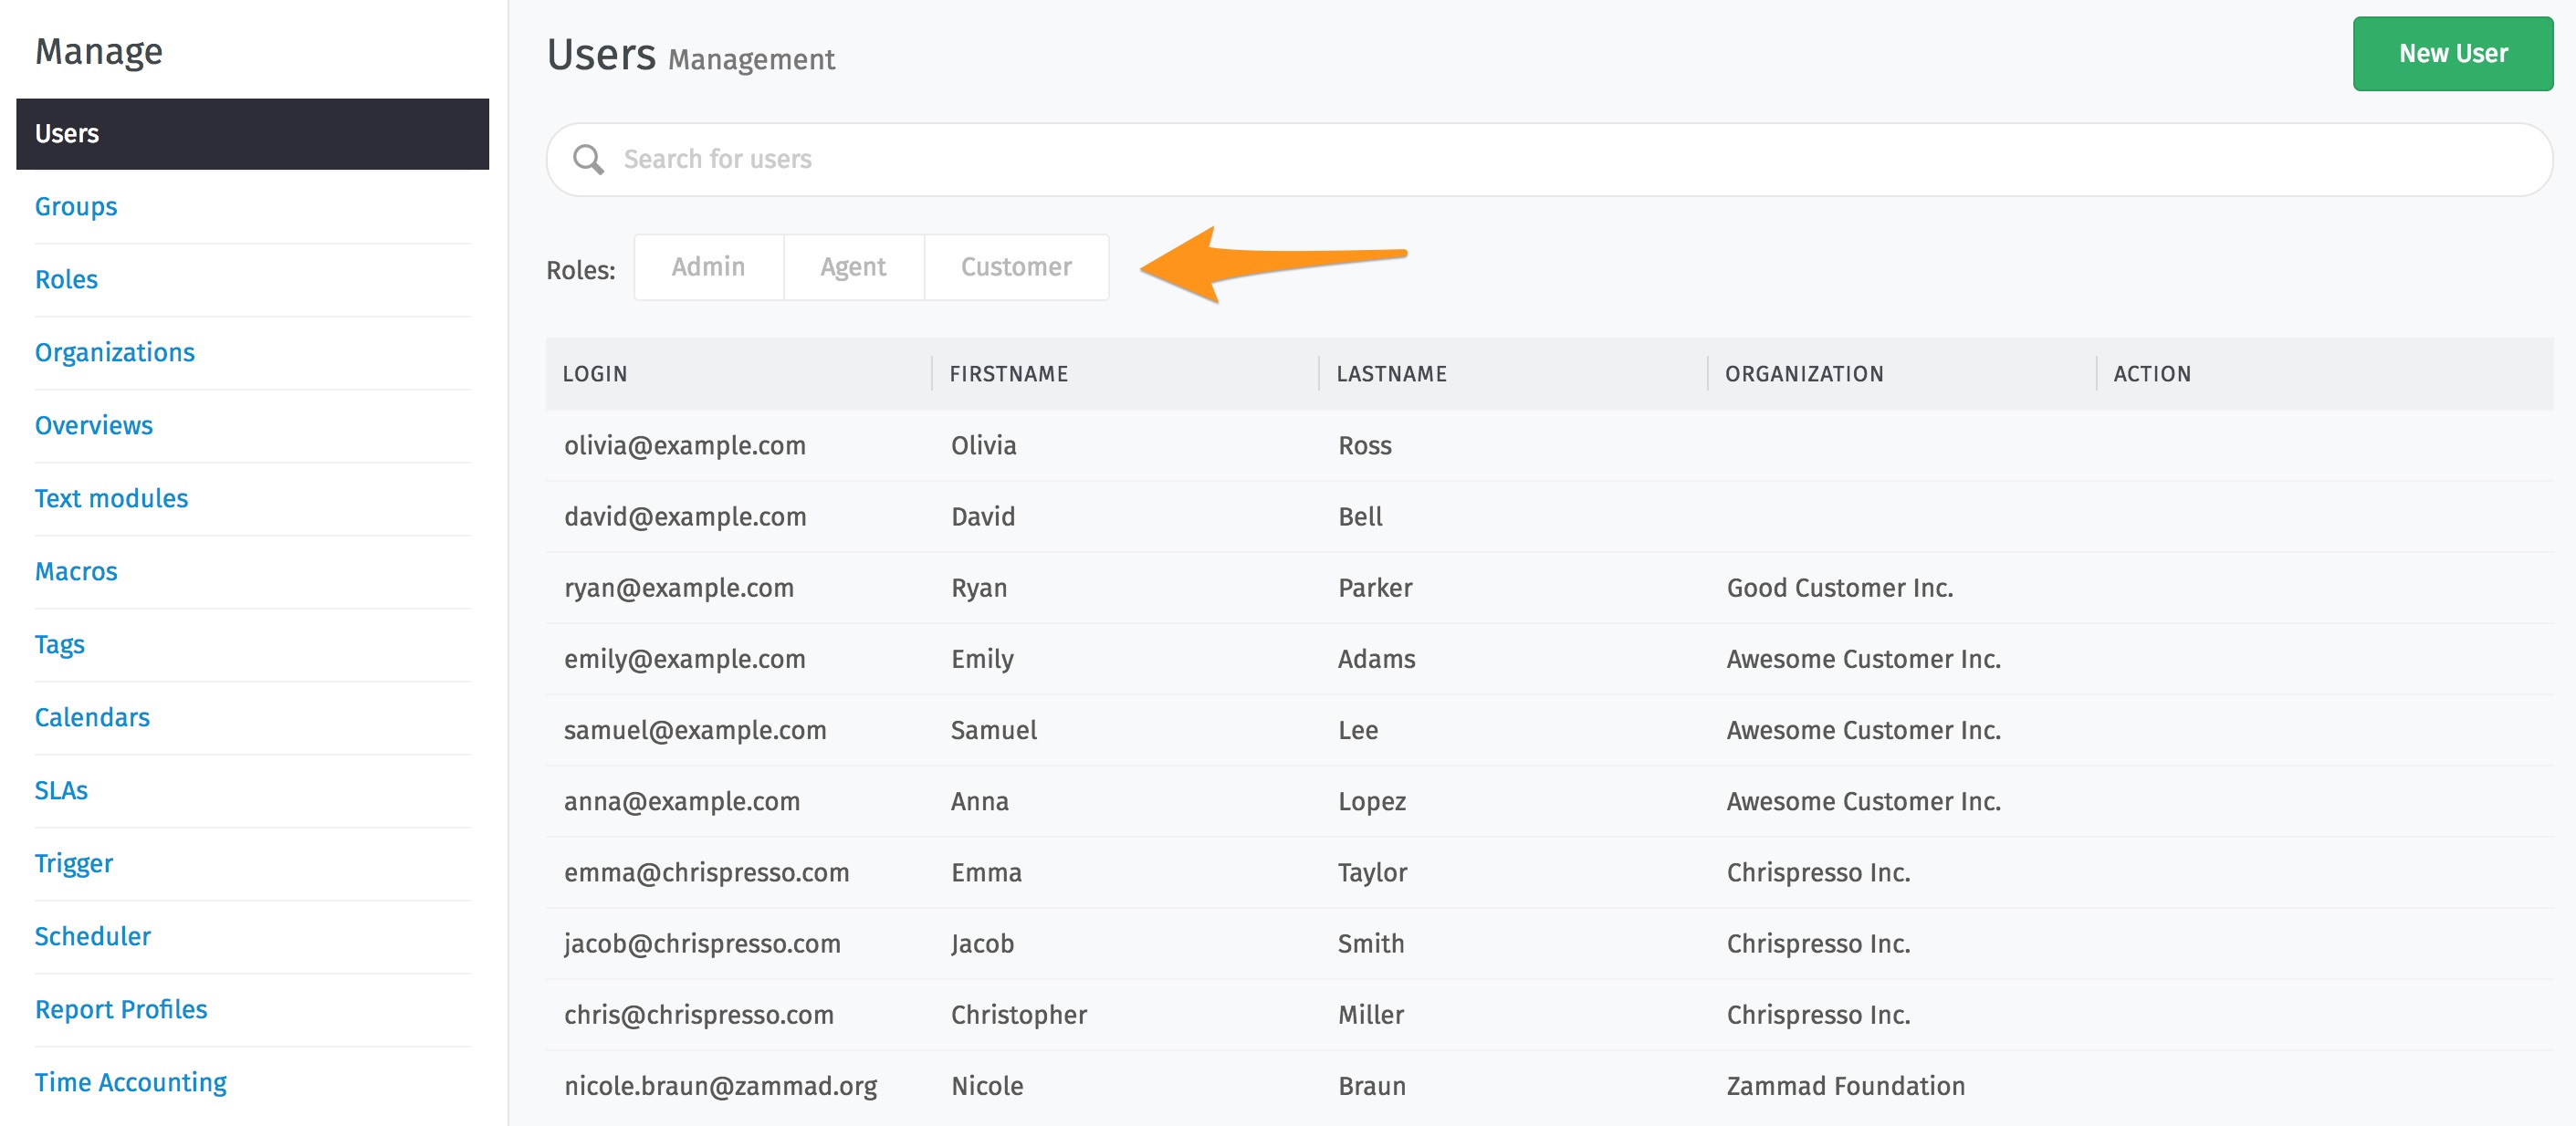 Manage
Users
Groups
Roles
Organizations
Overviews
Text modules
Macros
Tags
Calendars
SLAs
Trigger
Scheduler
Report Profiles
Time Accounting
Users Management
New User
Search for users
Roles: Admin Agent Customer
LOGIN FIRSTNAME LASTNAME ORGANIZATION ACTION
olivia@example.com Olivia Ross
david@example.com David Bell
ryan@example.com Ryan Parker Good Customer Inc.
emily@example.com Emily Adams Awesome Customer Inc.
samuel@example.com Samuel Lee Awesome Customer Inc.
anna@example.com Anna Lopez Awesome Customer Inc.
emma@chrispresso.com Emma Taylor Chrispresso Inc.
jacob@chrispresso.com Jacob Smith Chrispresso Inc.
chris@chrispresso.com Christopher Miller Chrispresso Inc.
nicole.braun@zammad.org Nicole Braun Zammad Foundation